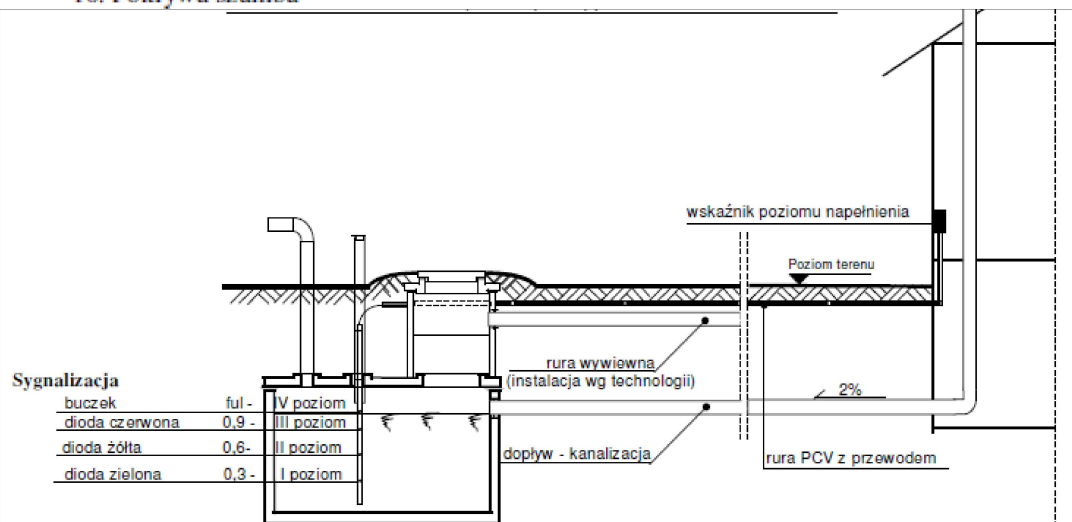 wskaźnik poziomu napełnienia
Poziom terenu
rura wywiewna
(instalacja wg technologii)
Sygnalizacja
buczek ful - IV poziom
dioda czerwona 0,9 - III poziom
dioda żółta 0,6- II poziom
dioda zielona 0,3 - I poziom
2%
dopływ - kanalizacja
rura PCV z przewodem